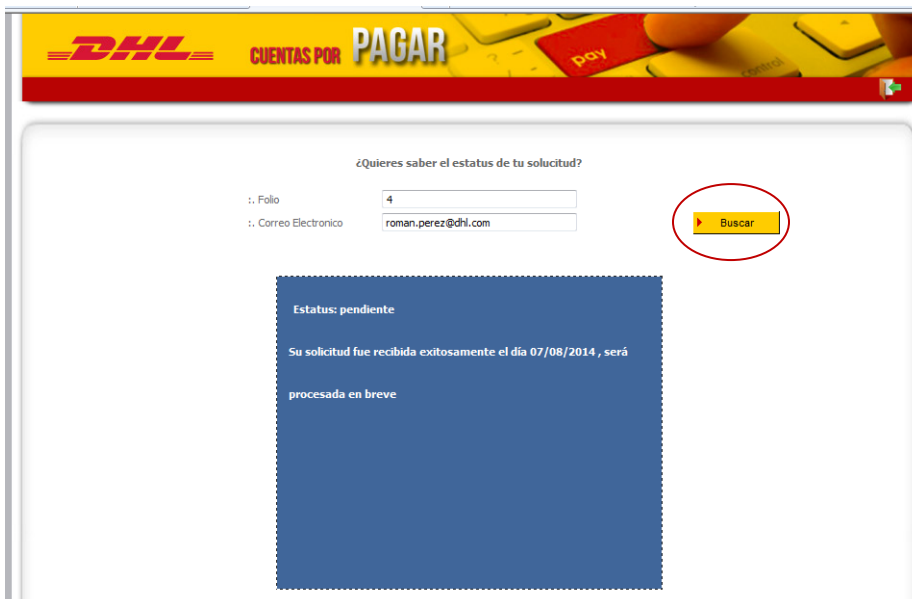 DHL CUENTAS POR PAGAR
pay
control
¿Quieres saber el estatus de tu solucitud?
:. Folio 4
:. Correo Electronico roman.perez@dhl.com
Buscar
Estatus: pendiente
Su solicitud fue recibida exitosamente el día 07/08/2014 , será
procesada en breve